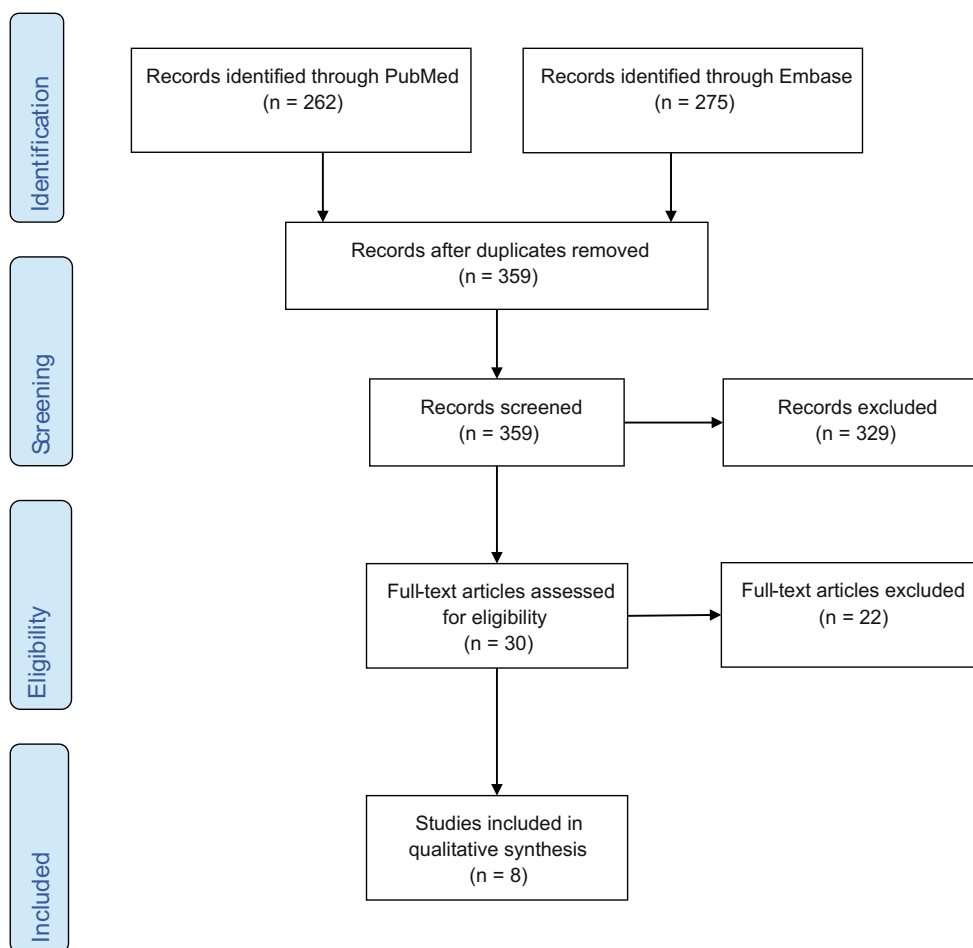 Identification
Records identified through PubMed
(n = 262)
Records identified through Embase
(n = 275)
Records after duplicates removed
(n = 359)
Screening
Records screened
(n = 359)
Records excluded
(n = 329)
Eligibility
Full-text articles assessed
for eligibility
(n = 30)
Full-text articles excluded
(n = 22)
Included
Studies included in
qualitative synthesis
(n = 8)